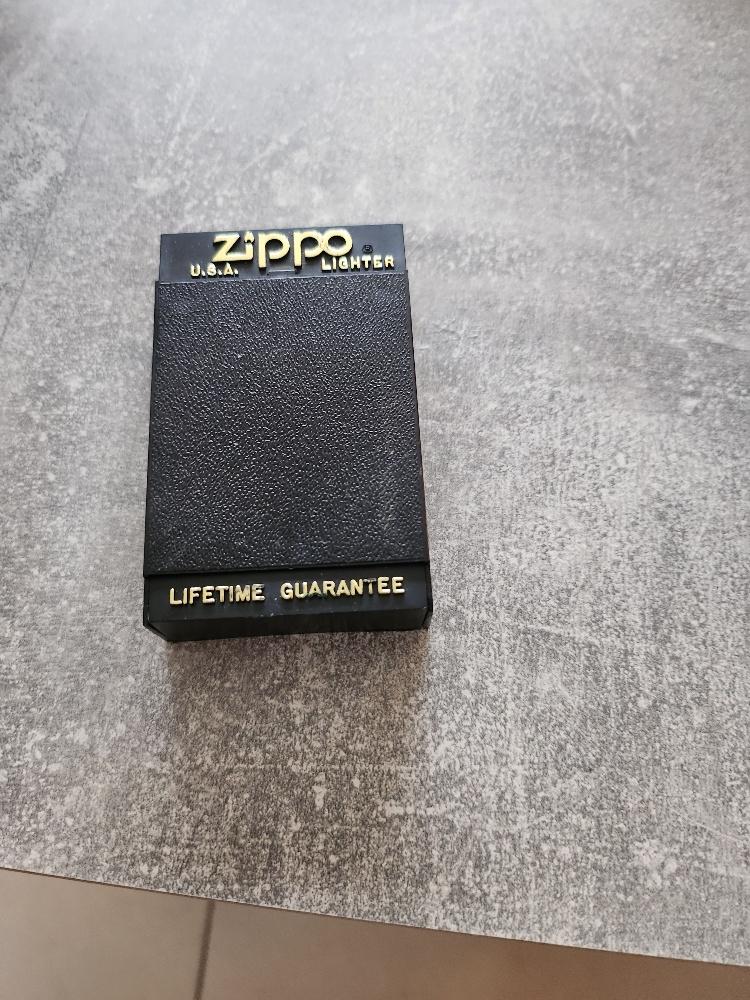 Zippo ®
U.S.A. LIGHTER
LIFETIME GUARANTEE